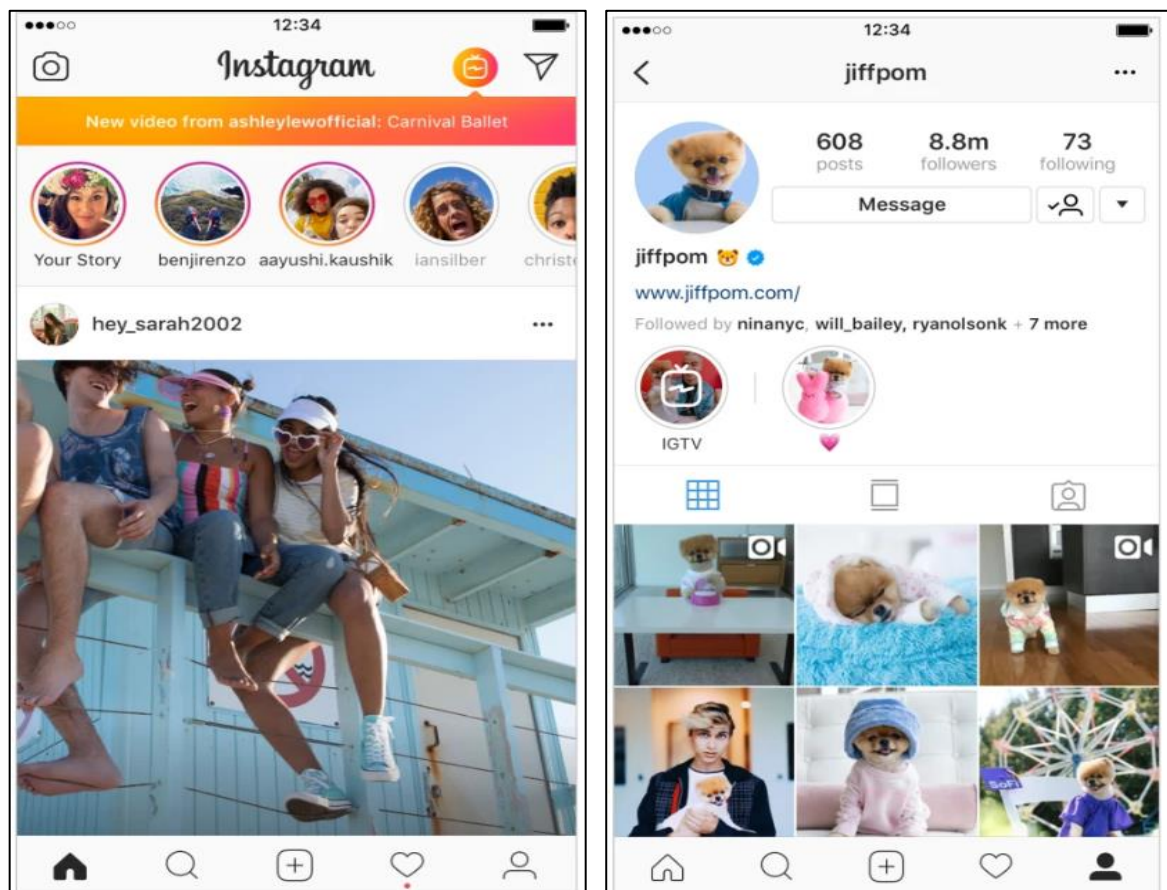 12:34
Instagram
New video from ashleylewofficial: Carnival Ballet
Your Story benjirenzo aayushi.kaushik iansilber christ
hey_sarah2002
12:34
jiffpom
608 8.8m 73
posts followers following
Message
jiffpom
www.jiffpom.com/
Followed by ninanyc, will_bailey, ryanolsonk + 7 more
IGTV
SoFi